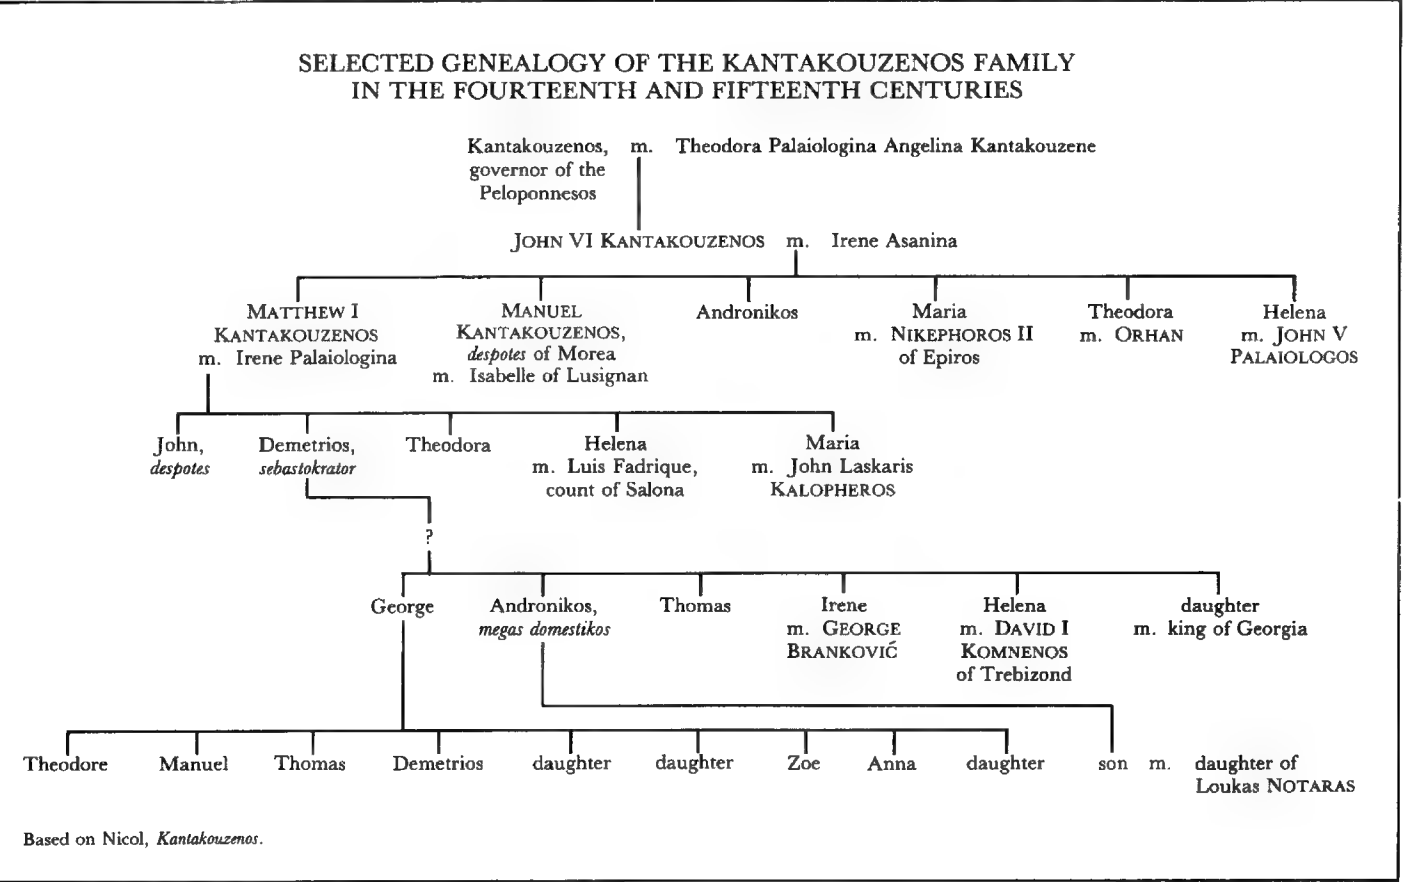 SELECTED GENEALOGY OF THE KANTAKOUZENOS FAMILY
IN THE FOURTEENTH AND FIFTEENTH CENTURIES
Kantakouzenos, m. Theodora Palaiologina Angelina Kantakouzene
governor of the
Peloponnesos
JOHN VI KANTAKOUZENOS m. Irene Asanina
MATTHEW I
KANTAKOUZENOS
m. Irene Palaiologina
MANUEL
KANTAKOUZENOS,
despotes of Morea
m. Isabelle of Lusignan
Andronikos
Maria
m. NIKEPHOROS II
of Epiros
Theodora
m. ORHAN
Helena
m. JOHN V
PALAIOLOGOS
John,
despotes
Demetrios,
sebastokrator
Theodora
Helena
m. Luis Fadrique,
count of Salona
Maria
m. John Laskaris
KALOPHEROS
?
George
Andronikos,
megas domestikos
Thomas
Irene
m. GEORGE
BRANKOVIĆ
Helena
m. DAVID I
KOMNENOS
of Trebizond
daughter
m. king of Georgia
Theodore
Manuel
Thomas
Demetrios
daughter
daughter
Zoe
Anna
daughter
son m. daughter of
Loukas NOTARAS
Based on Nicol, Kantakouzenos.